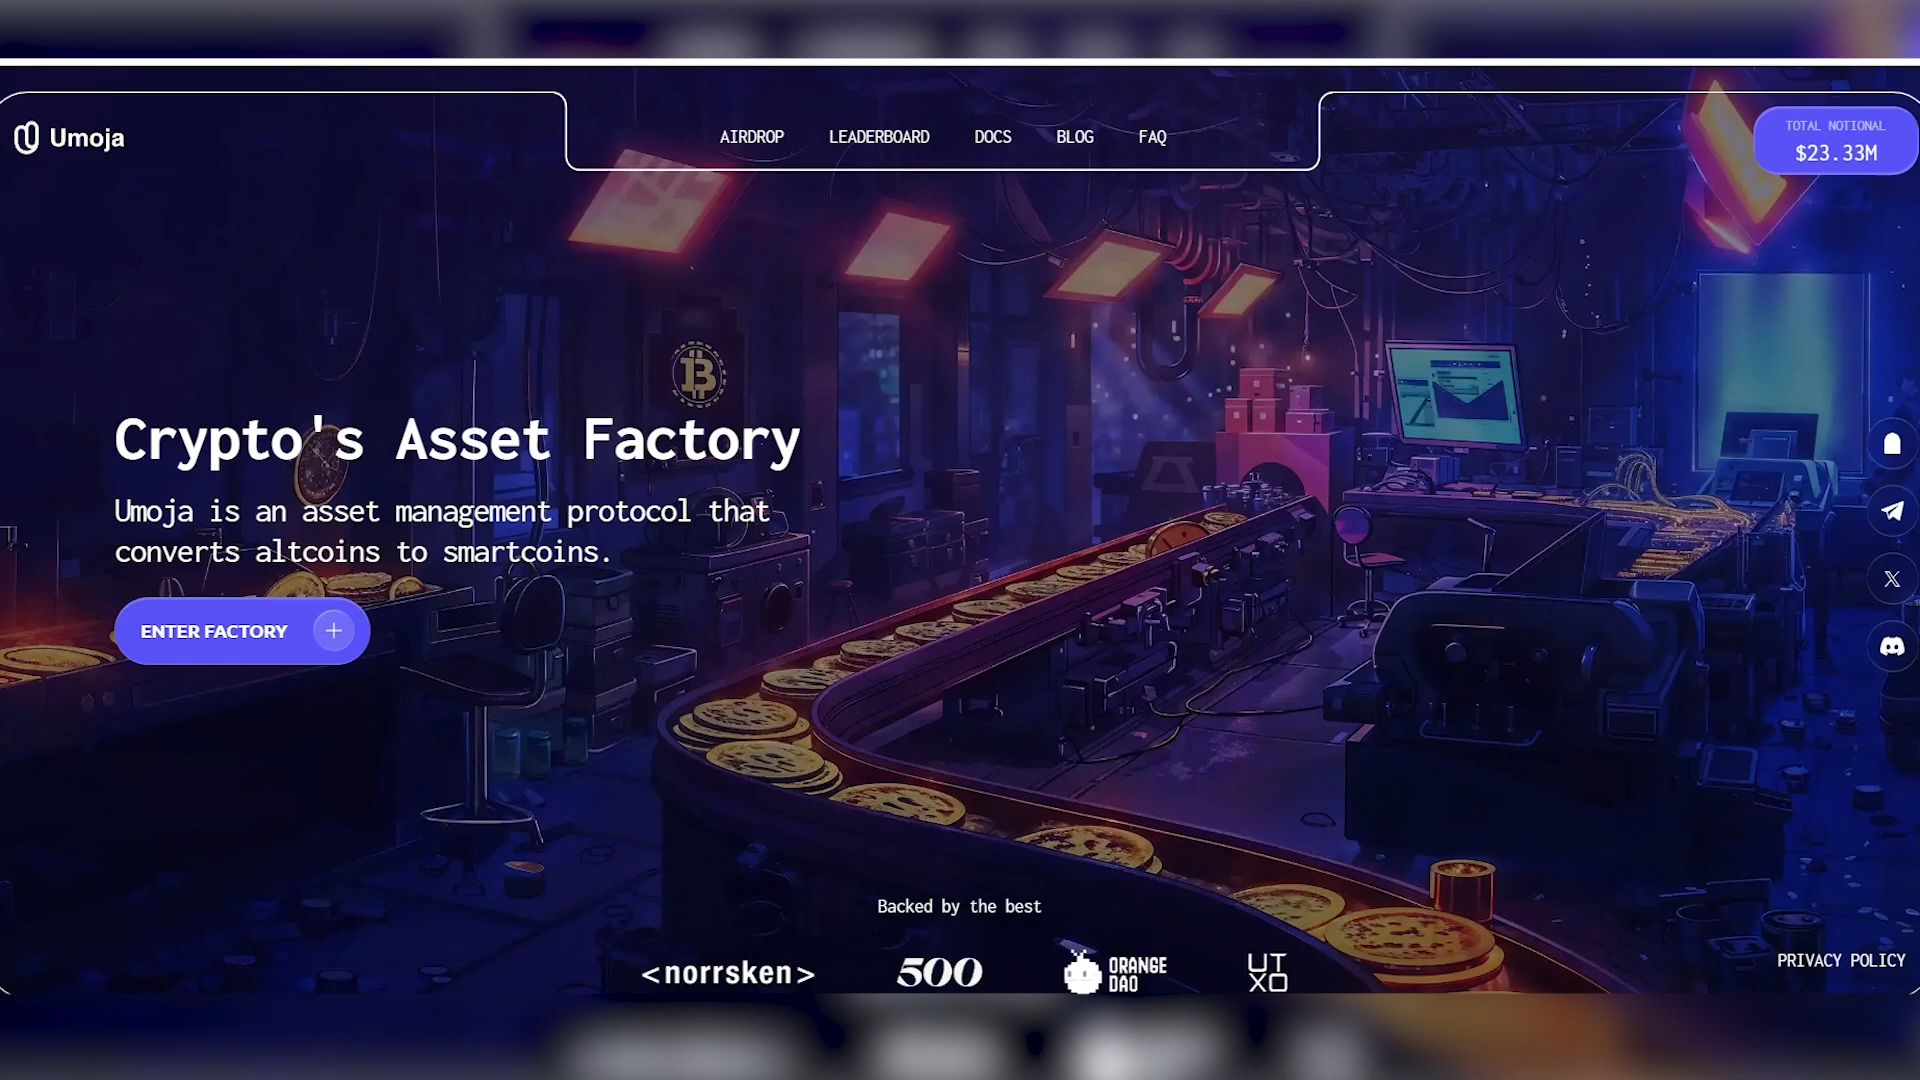 Umoja
AIRDROP
LEADERBOARD
DOCS
BLOG
FAQ
TOTAL NOTIONAL
$23.33M
Crypto's Asset Factory
Umoja is an asset management protocol that
converts altcoins to smartcoins.
ENTER FACTORY +
Backed by the best
<norrsken>
500
ORANGE
DAO
UT
XO
PRIVACY POLICY